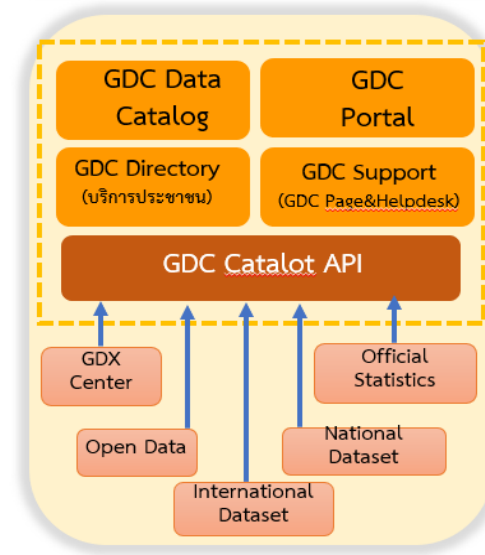 GDC Data
Catalog
GDC
Portal
GDC Directory
(บริการประชาชน)
GDC Support
(GDC Page&Helpdesk)
GDC Catalot API
GDX
Center
Official
Statistics
Open Data
National
Dataset
International
Dataset